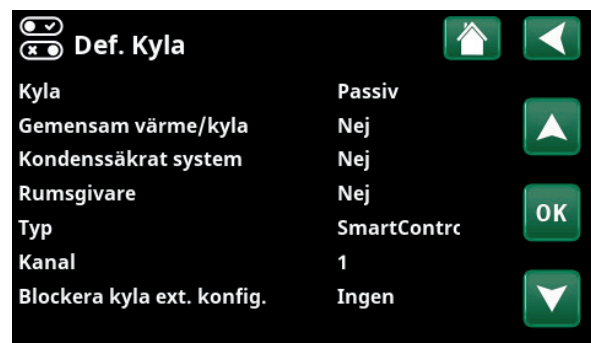 Def. Kyla
Kyla Passiv
Gemensam värme/kyla Nej
Kondenssäkrat system Nej
Rumsgivare Nej
Typ SmartContrc
Kanal 1
Blockera kyla ext. konfig. Ingen
OK